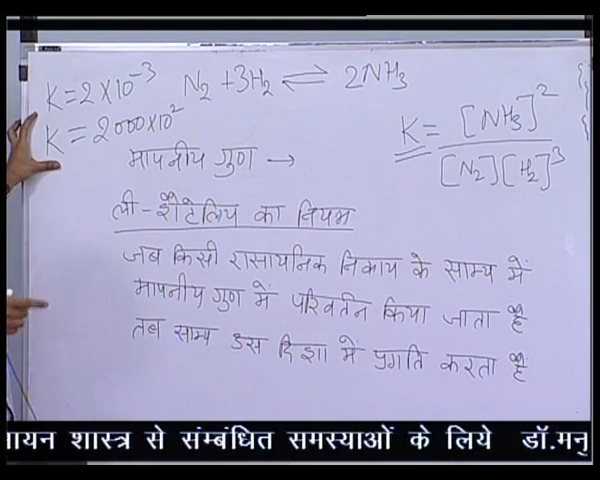 K = 2×10⁻³ N₂ + 3H₂ ⇌ 2NH₃
K = 2000×10²
K = [NH₃]² / [N₂][H₂]³
मापनीय गुण →
ली - शैटेलिय का नियम
जब किसी रासायनिक निकाय के साम्य में
मापनीय गुण में परिवर्तन किया जाता है
तब साम्य उस दिशा में प्रगति करता है
ायन शास्त्र से संम्बंधित समस्याओं के लिये डॉ.मनु